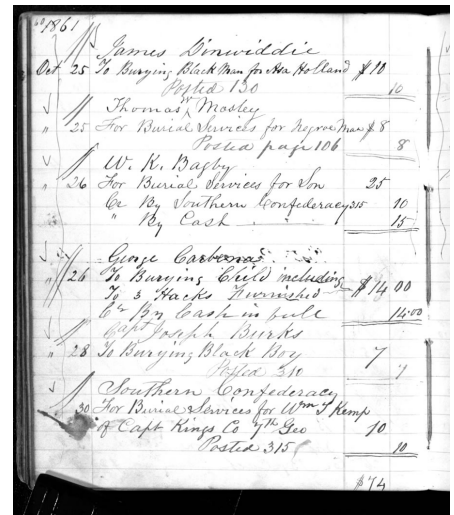 60 1861
James Dinwiddie
Oct 25 To Burying Black Man for Asa Holland $10
Posted 130 10
Thomas W Mosley
" 25 For Burial Services for Negroe Man $8
Posted page 106 8
W. K. Bagby
" 26 For Burial Services for Son 25
Cr By Southern Confederacy 315 10
" By Cash 15
George
" 26 To Burying Child including
To 3 Hacks Furnished $14 00
Cr By Cash in full 14.00
Capt Joseph Burks
" 28 To Burying Black Boy 7
Posted 310 7
Southern Confederacy
30 For Burial Services for Wm T Kemp
of Capt Kings Co 7th Geo 10
Posted 315 10
$74